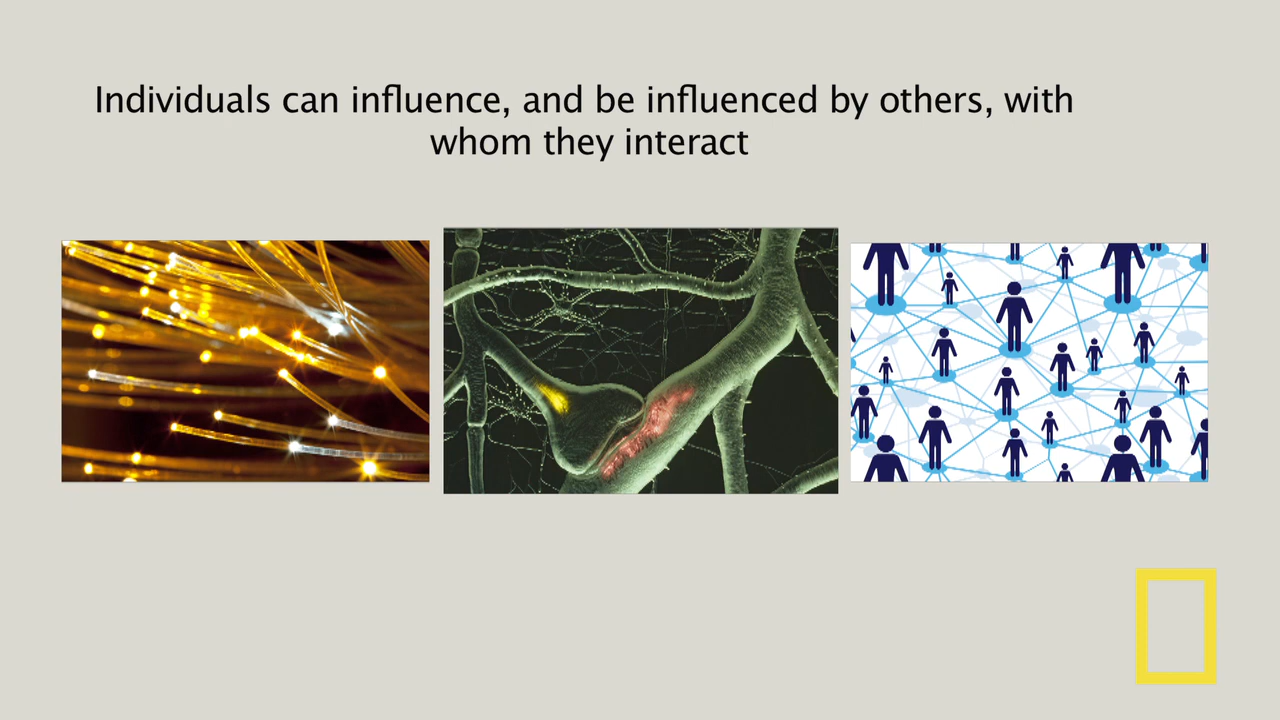 Individuals can influence, and be influenced by others, with
whom they interact